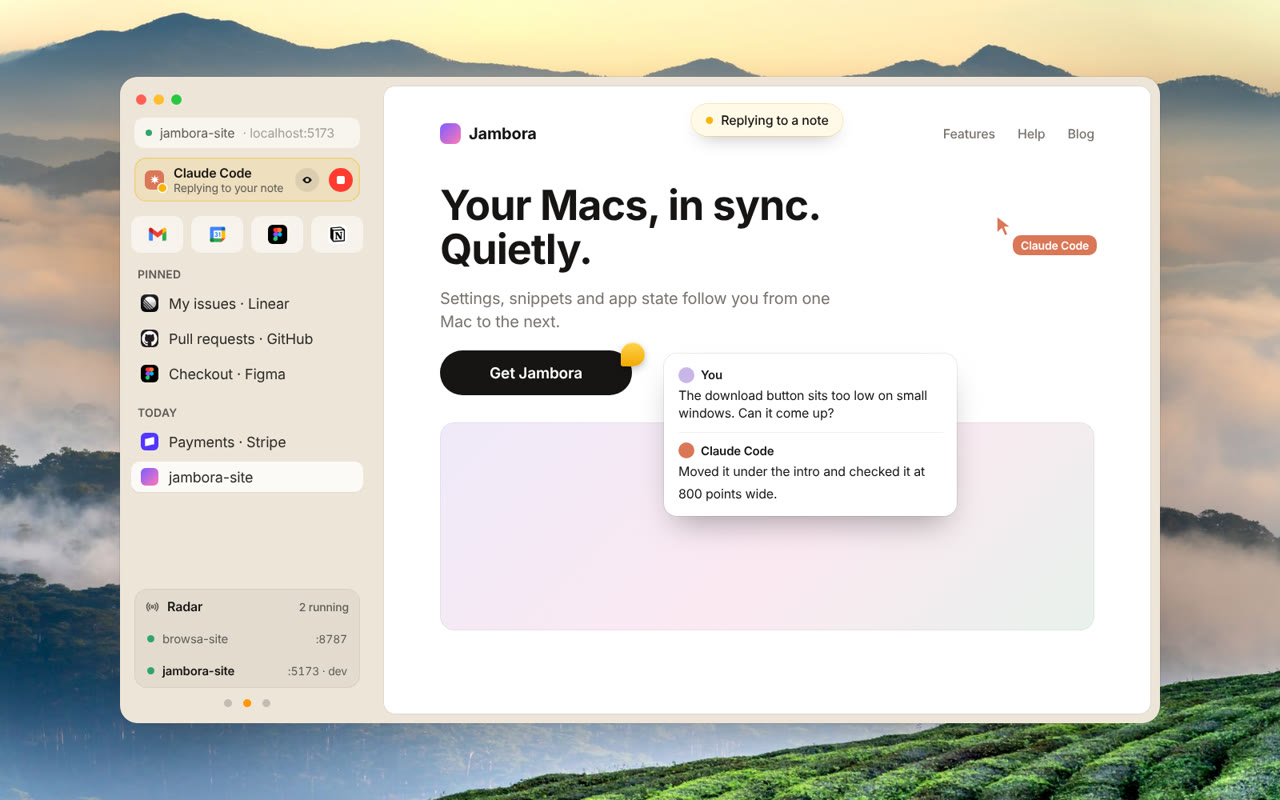 jambora-site · localhost:5173
Claude Code
Replying to your note
31
PINNED
My issues · Linear
Pull requests · GitHub
Checkout · Figma
TODAY
Payments · Stripe
jambora-site
Radar
2 running
browsa-site
:8787
jambora-site
:5173 · dev
Jambora
Replying to a note
Features
Help
Blog
Your Macs, in sync.
Quietly.
Claude Code
Settings, snippets and app state follow you from one
Mac to the next.
Get Jambora
You
The download button sits too low on small
windows. Can it come up?
Claude Code
Moved it under the intro and checked it at
800 points wide.